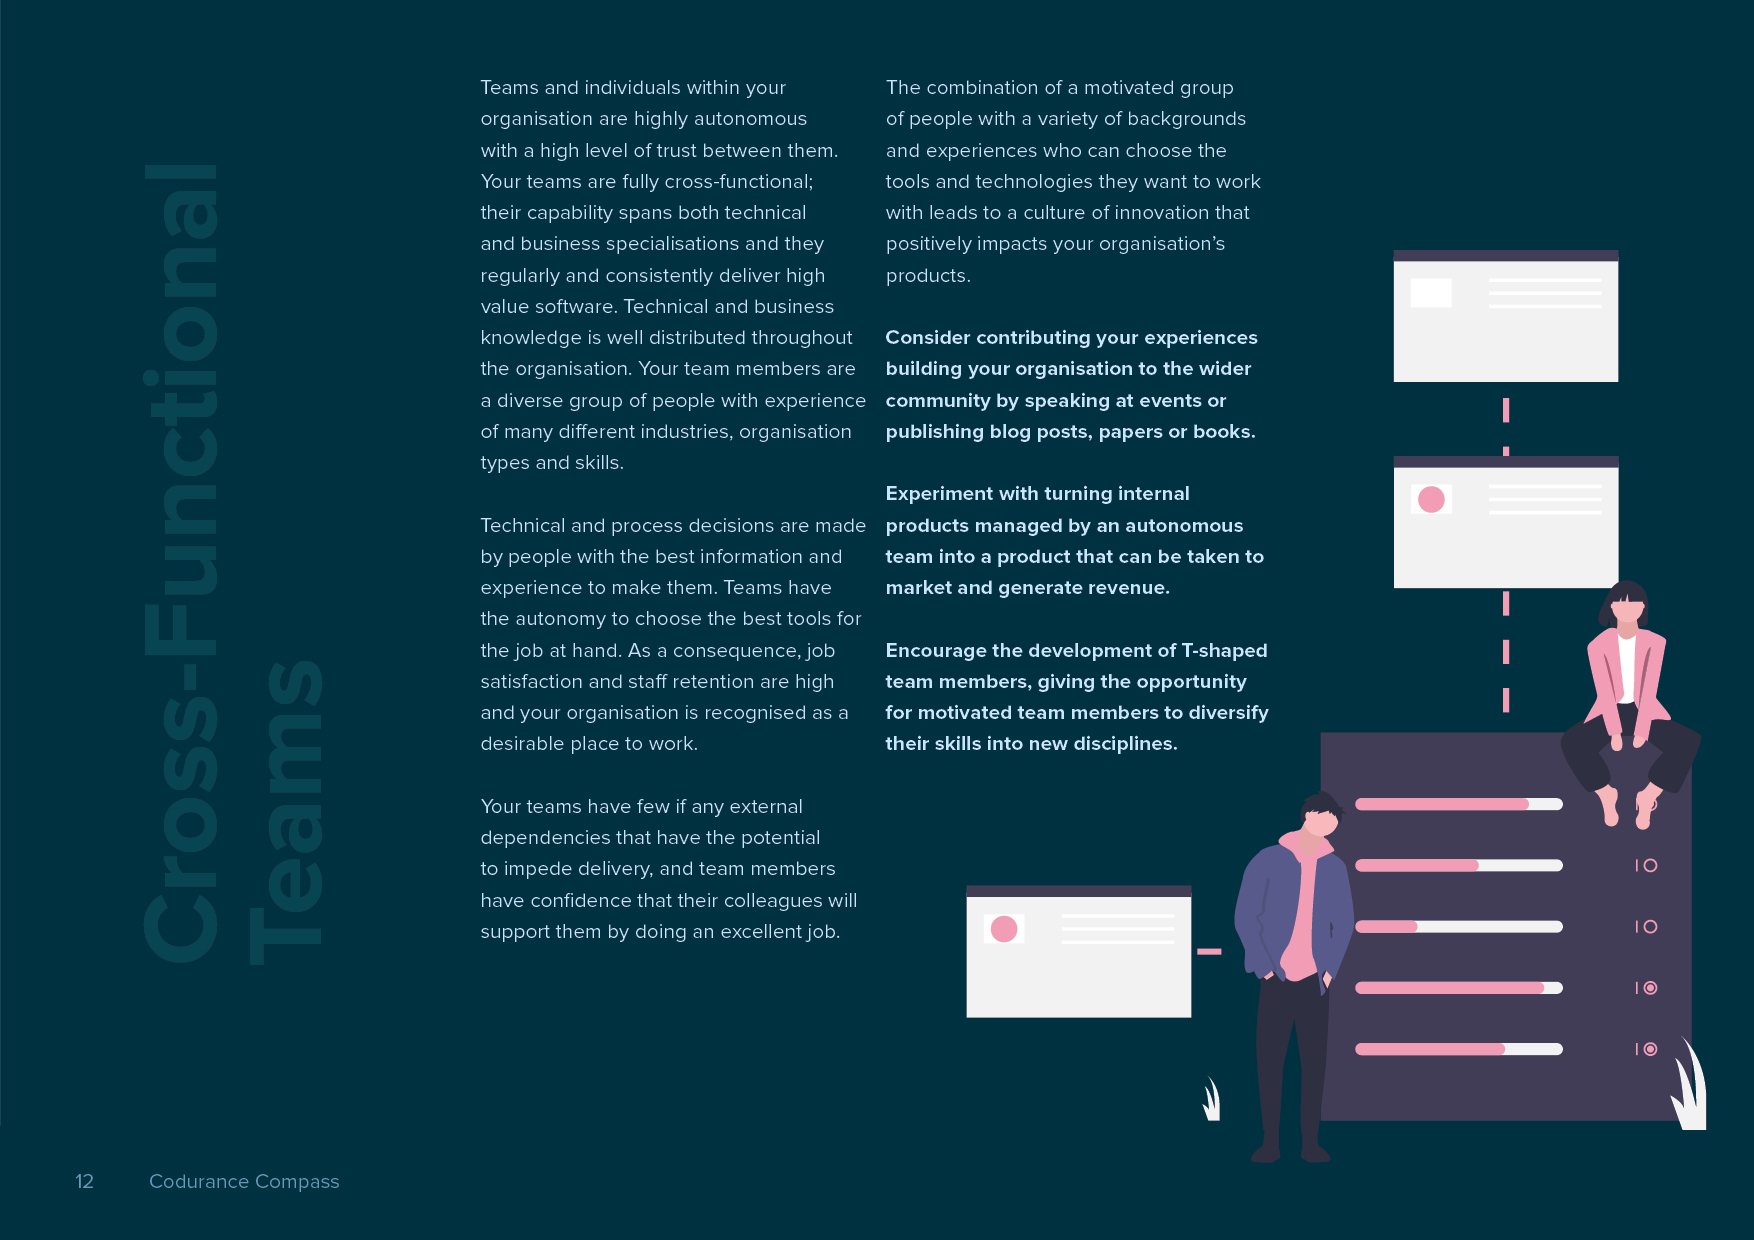 Cross-Functional
Teams
Teams and individuals within your
organisation are highly autonomous
with a high level of trust between them.
Your teams are fully cross-functional;
their capability spans both technical
and business specialisations and they
regularly and consistently deliver high
value software. Technical and business
knowledge is well distributed throughout
the organisation. Your team members are
a diverse group of people with experience
of many different industries, organisation
types and skills.
Technical and process decisions are made
by people with the best information and
experience to make them. Teams have
the autonomy to choose the best tools for
the job at hand. As a consequence, job
satisfaction and staff retention are high
and your organisation is recognised as a
desirable place to work.
Your teams have few if any external
dependencies that have the potential
to impede delivery, and team members
have confidence that their colleagues will
support them by doing an excellent job.
The combination of a motivated group
of people with a variety of backgrounds
and experiences who can choose the
tools and technologies they want to work
with leads to a culture of innovation that
positively impacts your organisation’s
products.
Consider contributing your experiences
building your organisation to the wider
community by speaking at events or
publishing blog posts, papers or books.
Experiment with turning internal
products managed by an autonomous
team into a product that can be taken to
market and generate revenue.
Encourage the development of T-shaped
team members, giving the opportunity
for motivated team members to diversify
their skills into new disciplines.
12 Codurance Compass